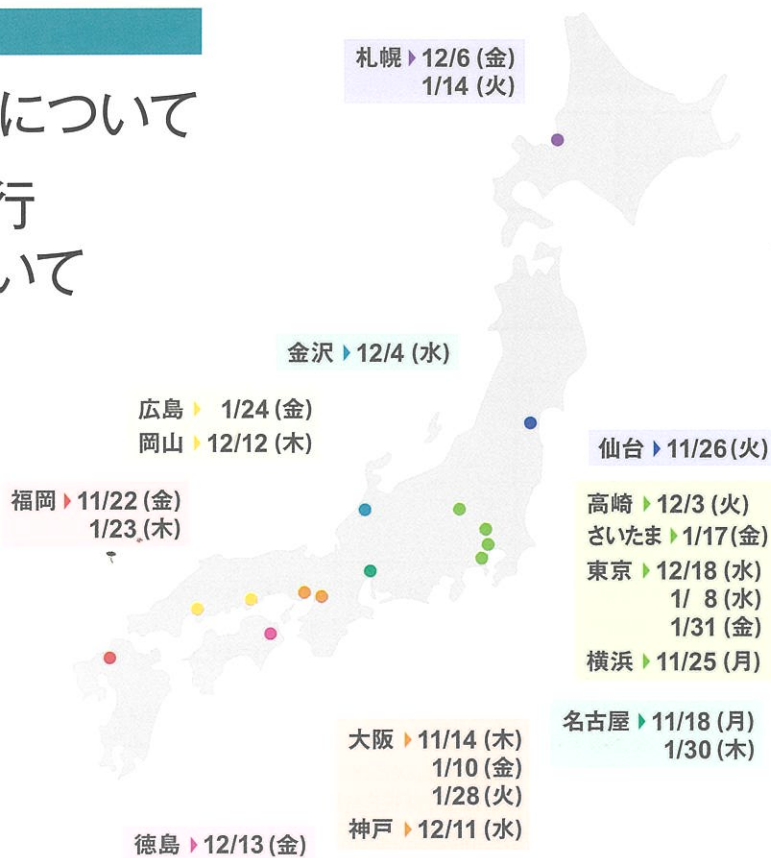 について
行
いて
札幌 12/6 (金)
1/14 (火)
金沢 12/4 (水)
広島 1/24 (金)
岡山 12/12 (木)
福岡 11/22 (金)
1/23 (木)
仙台 11/26 (火)
高崎 12/3 (火)
さいたま 1/17 (金)
東京 12/18 (水)
1/ 8 (水)
1/31 (金)
横浜 11/25 (月)
名古屋 11/18 (月)
1/30 (木)
大阪 11/14 (木)
1/10 (金)
1/28 (火)
神戸 12/11 (水)
徳島 12/13 (金)